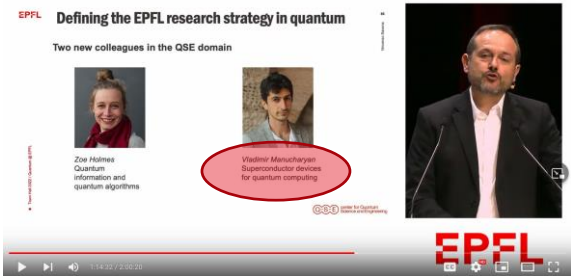 EPFL
Defining the EPFL research strategy in quantum
Two new colleagues in the QSE domain
Zoe Holmes
Quantum
information and
quantum algorithms
Vladimir Manucharyan
Superconductor devices
for quantum computing
QSE
center for Quantum
Science and Engineering
EPFL
1:14:32 / 2:50:20
CC